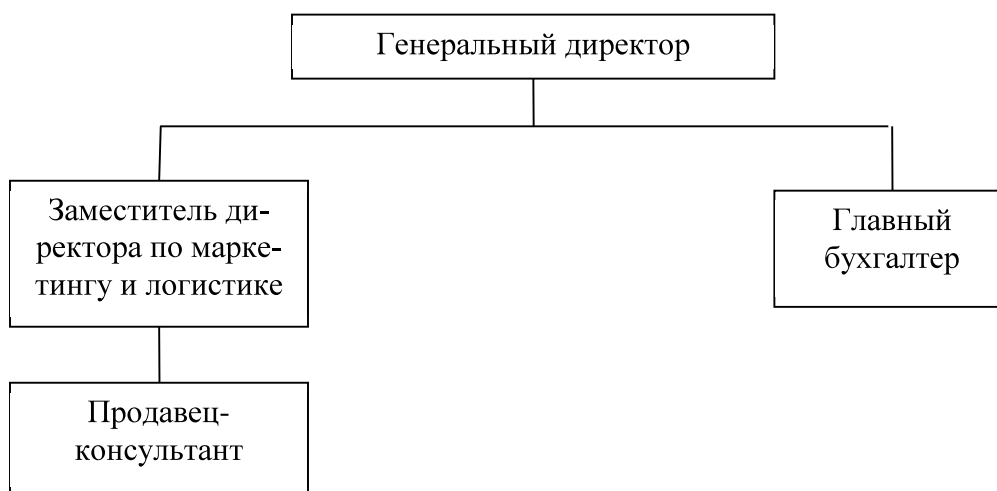 Генеральный директор
Заместитель ди-
ректора по марке-
тингу и логистике
Главный
бухгалтер
Продавец-
консультант